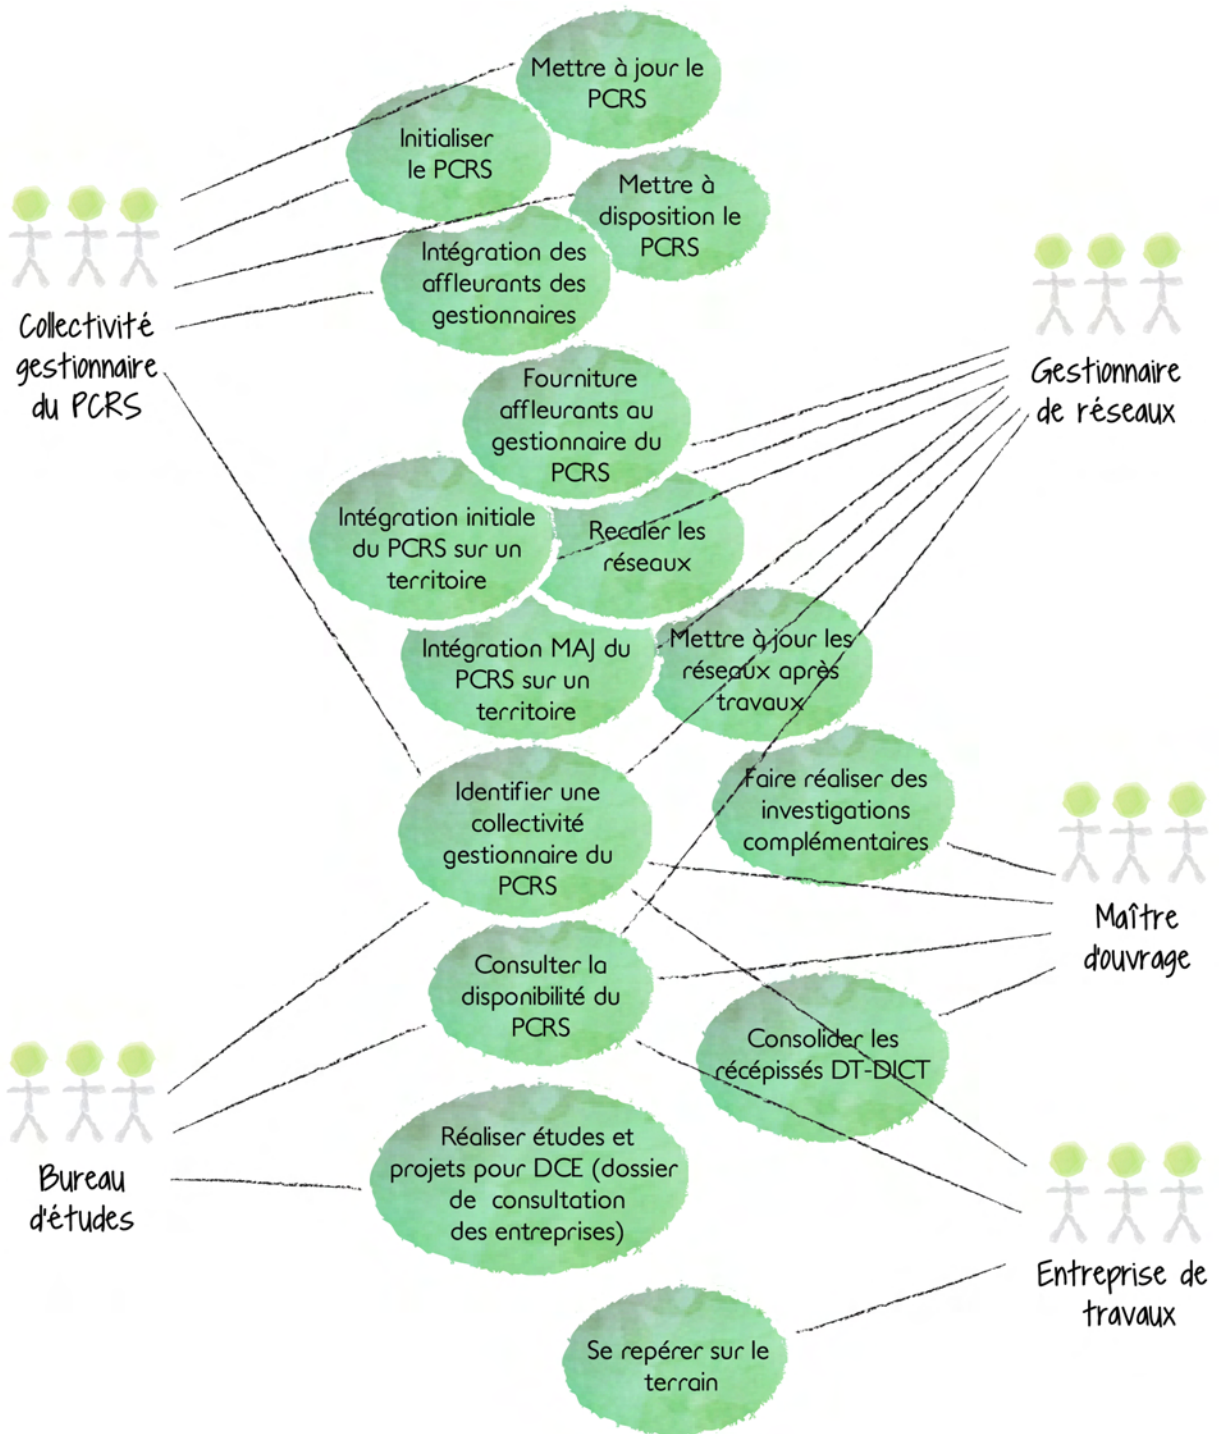 Mettre à jour le
PCRS
Initialiser
le PCRS
Mettre à
disposition le
PCRS
Intégration des
affleurants des
gestionnaires
Collectivité
gestionnaire
du PCRS
Gestionnaire
de réseaux
Fourniture
affleurants au
gestionnaire du
PCRS
Intégration initiale
du PCRS sur un
territoire
Recaler les
réseaux
Intégration MAJ du
PCRS sur un
territoire
Mettre à jour les
réseaux après
travaux
Identifier une
collectivité
gestionnaire du
PCRS
Faire réaliser des
investigations
complémentaires
Maître
d'ouvrage
Consulter la
disponibilité du
PCRS
Consolider les
récépissés DT-DICT
Bureau
d'études
Réaliser études et
projets pour DCE (dossier
de consultation
des entreprises)
Entreprise de
travaux
Se repérer sur le
terrain